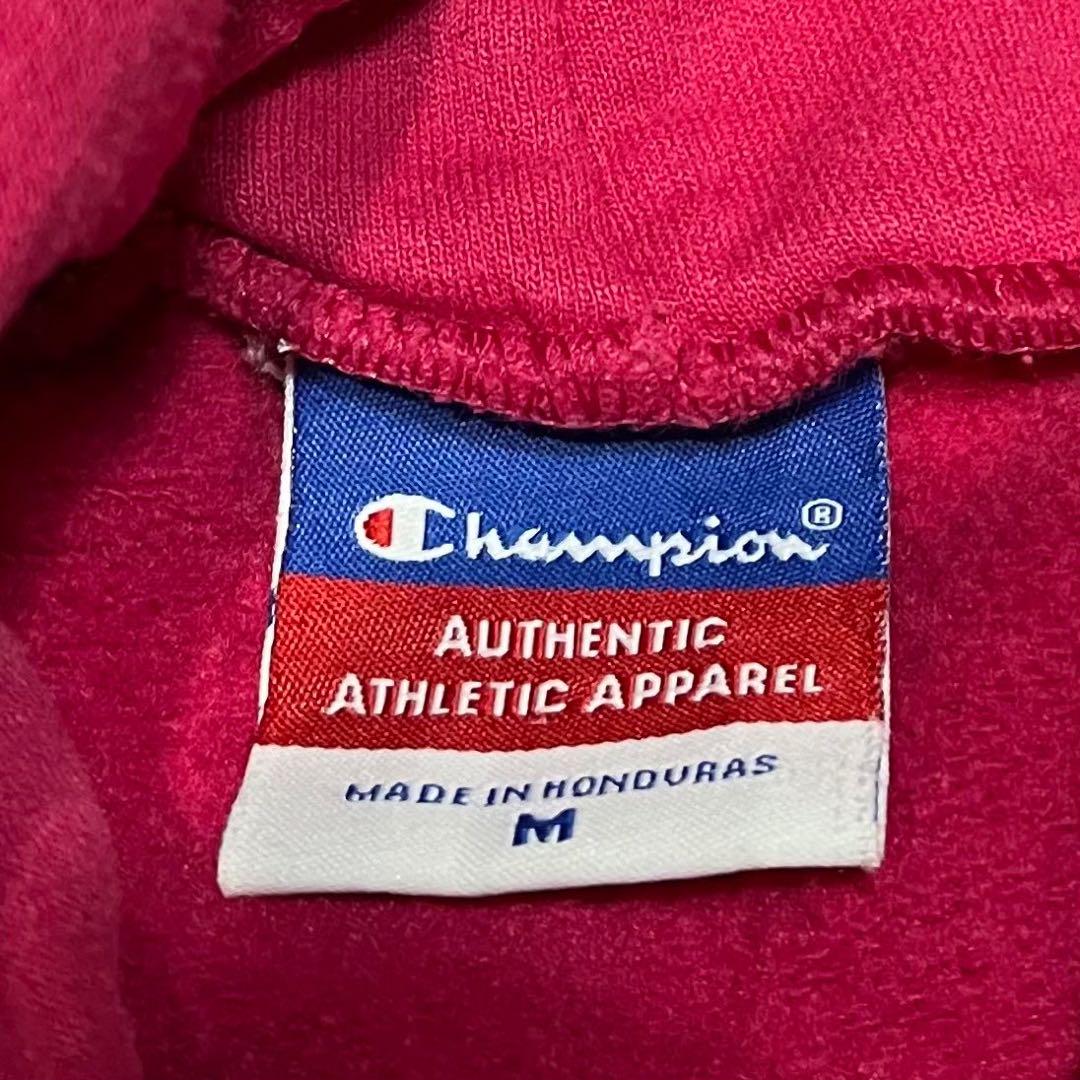 Champion®
AUTHENTIC
ATHLETIC APPAREL
MADE IN HONDURAS
M